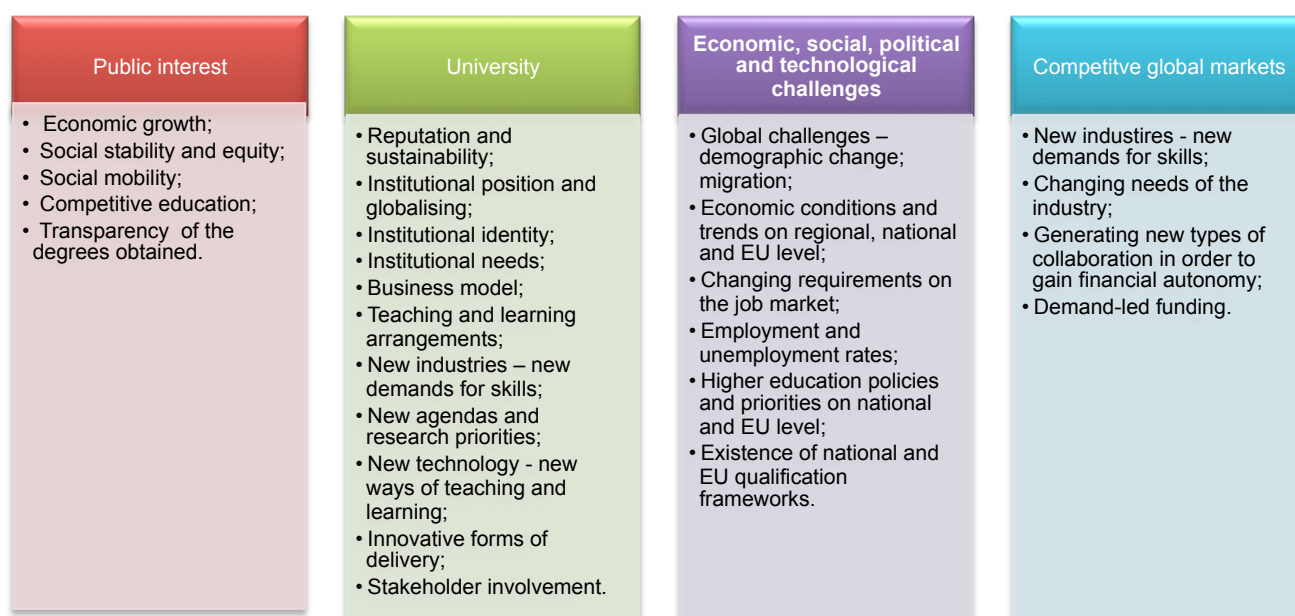 Public interest
• Economic growth;
• Social stability and equity;
• Social mobility;
• Competitive education;
• Transparency of the
degrees obtained.
University
• Reputation and
sustainability;
• Institutional position and
globalising;
• Institutional identity;
• Institutional needs;
• Business model;
• Teaching and learning
arrangements;
• New industries – new
demands for skills;
• New agendas and
research priorities;
• New technology - new
ways of teaching and
learning;
• Innovative forms of
delivery;
• Stakeholder involvement.
Economic, social, political
and technological
challenges
• Global challenges –
demographic change;
migration;
• Economic conditions and
trends on regional, national
and EU level;
• Changing requirements on
the job market;
• Employment and
unemployment rates;
• Higher education policies
and priorities on national
and EU level;
• Existence of national and
EU qualification
frameworks.
Competitve global markets
• New industires - new
demands for skills;
• Changing needs of the
industry;
• Generating new types of
collaboration in order to
gain financial autonomy;
• Demand-led funding.